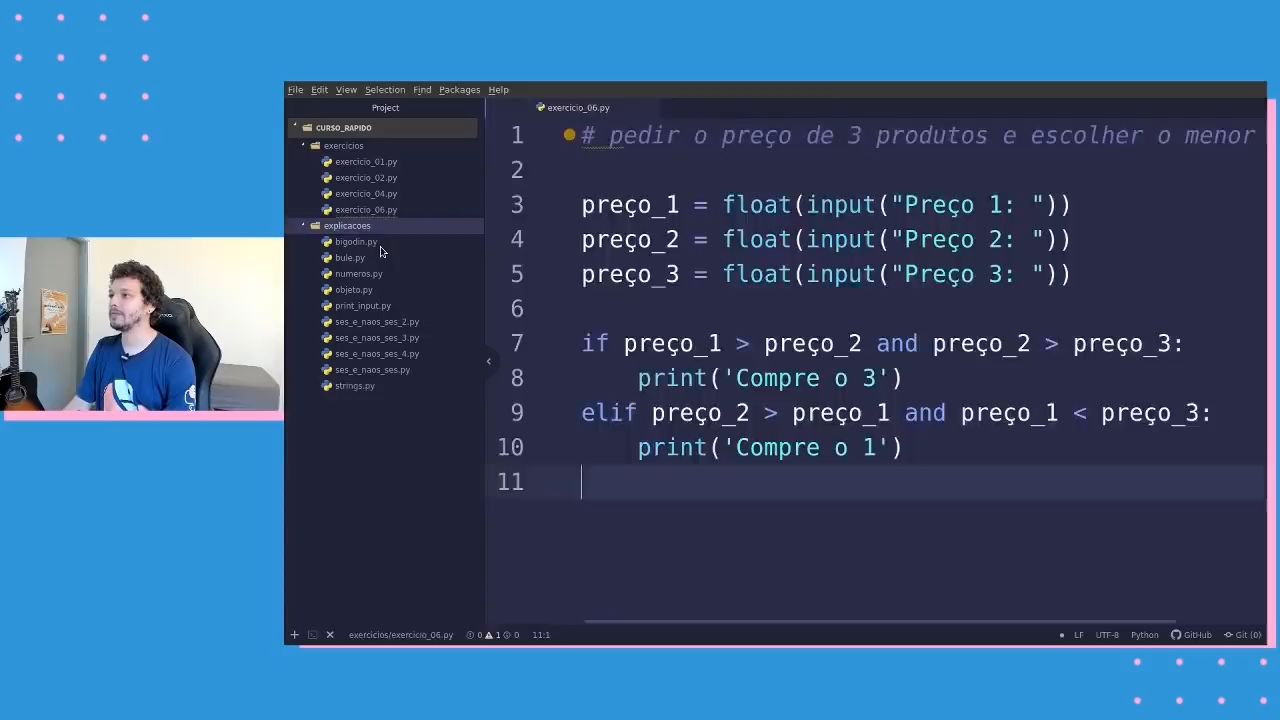 File Edit View Selection Find Packages Help
Project
CURSO_RAPIDO
exercicios
exercicio_01.py
exercicio_02.py
exercicio_04.py
exercicio_06.py
explicacoes
bigodin.py
bule.py
numeros.py
objeto.py
print_input.py
ses_e_naos_ses_2.py
ses_e_naos_ses_3.py
ses_e_naos_ses_4.py
ses_e_naos_ses.py
strings.py
exercicio_06.py
1 # pedir o preço de 3 produtos e escolher o menor
2
3 preço_1 = float(input("Preço 1: "))
4 preço_2 = float(input("Preço 2: "))
5 preço_3 = float(input("Preço 3: "))
6
7 if preço_1 > preço_2 and preço_2 > preço_3:
8 print('Compre o 3')
9 elif preço_2 > preço_1 and preço_1 < preço_3:
10 print('Compre o 1')
11
exercicios/exercicio_06.py 0 1 0 11:1 LF UTF-8 Python GitHub Git (0)